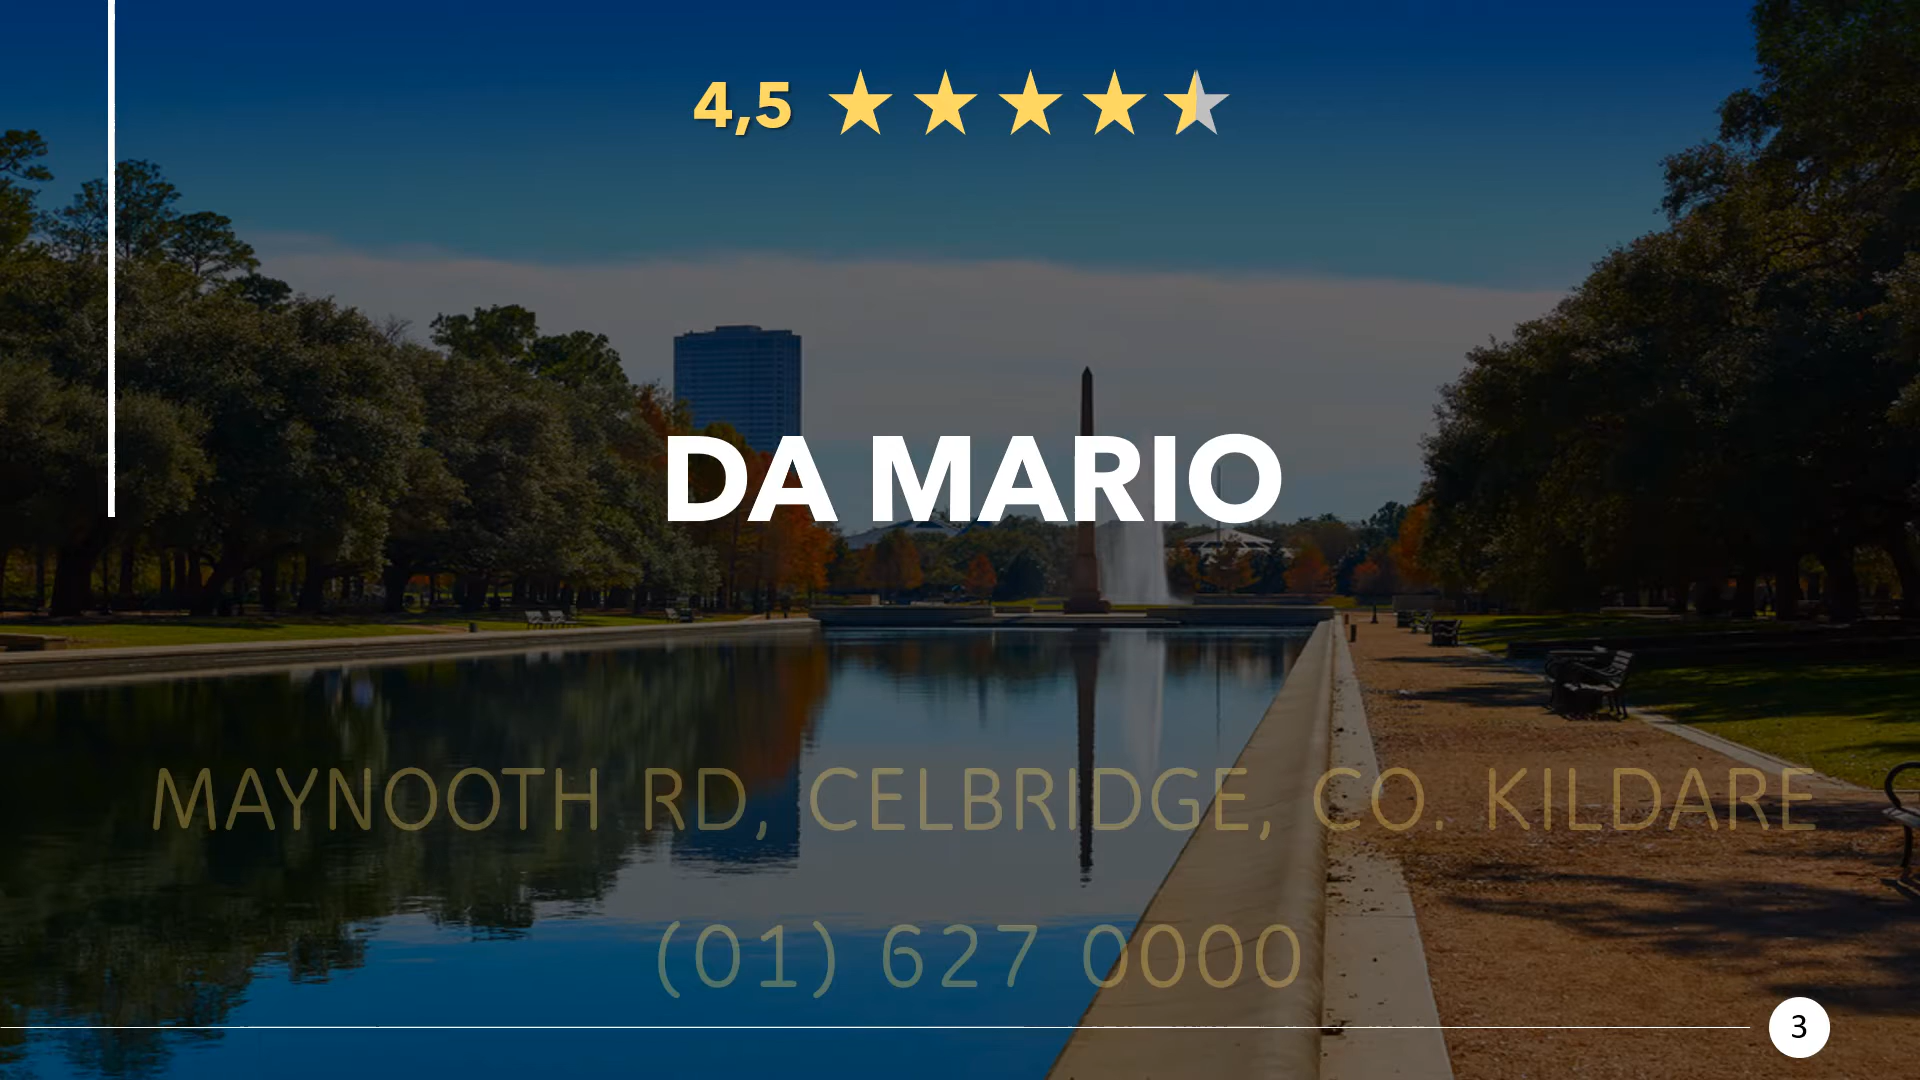 4,5
DA MARIO
MAYNOOTH RD, CELBRIDGE, CO. KILDARE
(01) 627 0000
3